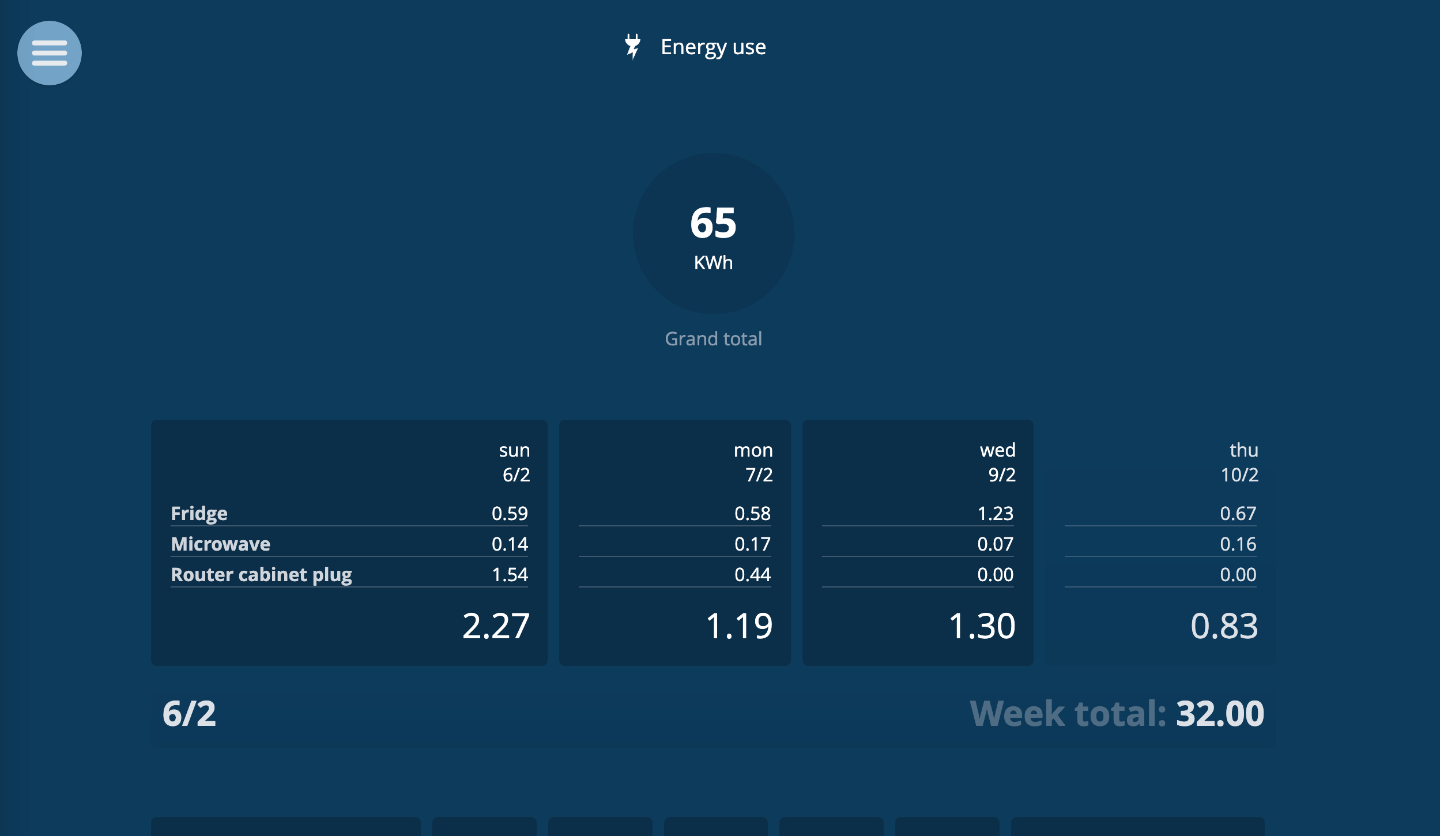 Energy use
65
KWh
Grand total
sun mon wed thu
6/2 7/2 9/2 10/2
Fridge 0.59 0.58 1.23 0.67
Microwave 0.14 0.17 0.07 0.16
Router cabinet plug 1.54 0.44 0.00 0.00
2.27 1.19 1.30 0.83
6/2 Week total: 32.00